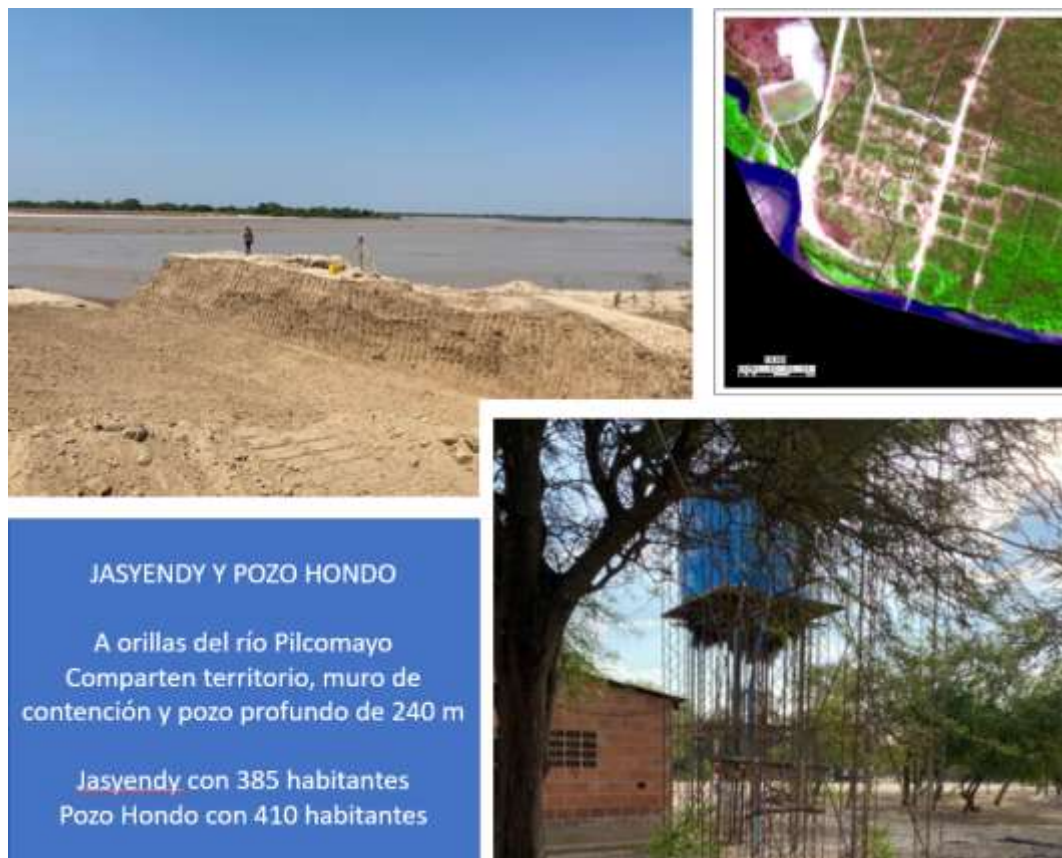 JASYENDY Y POZO HONDO
A orillas del río Pilcomayo
Comparten territorio, muro de
contención y pozo profundo de 240 m
Jasyendy con 385 habitantes
Pozo Hondo con 410 habitantes